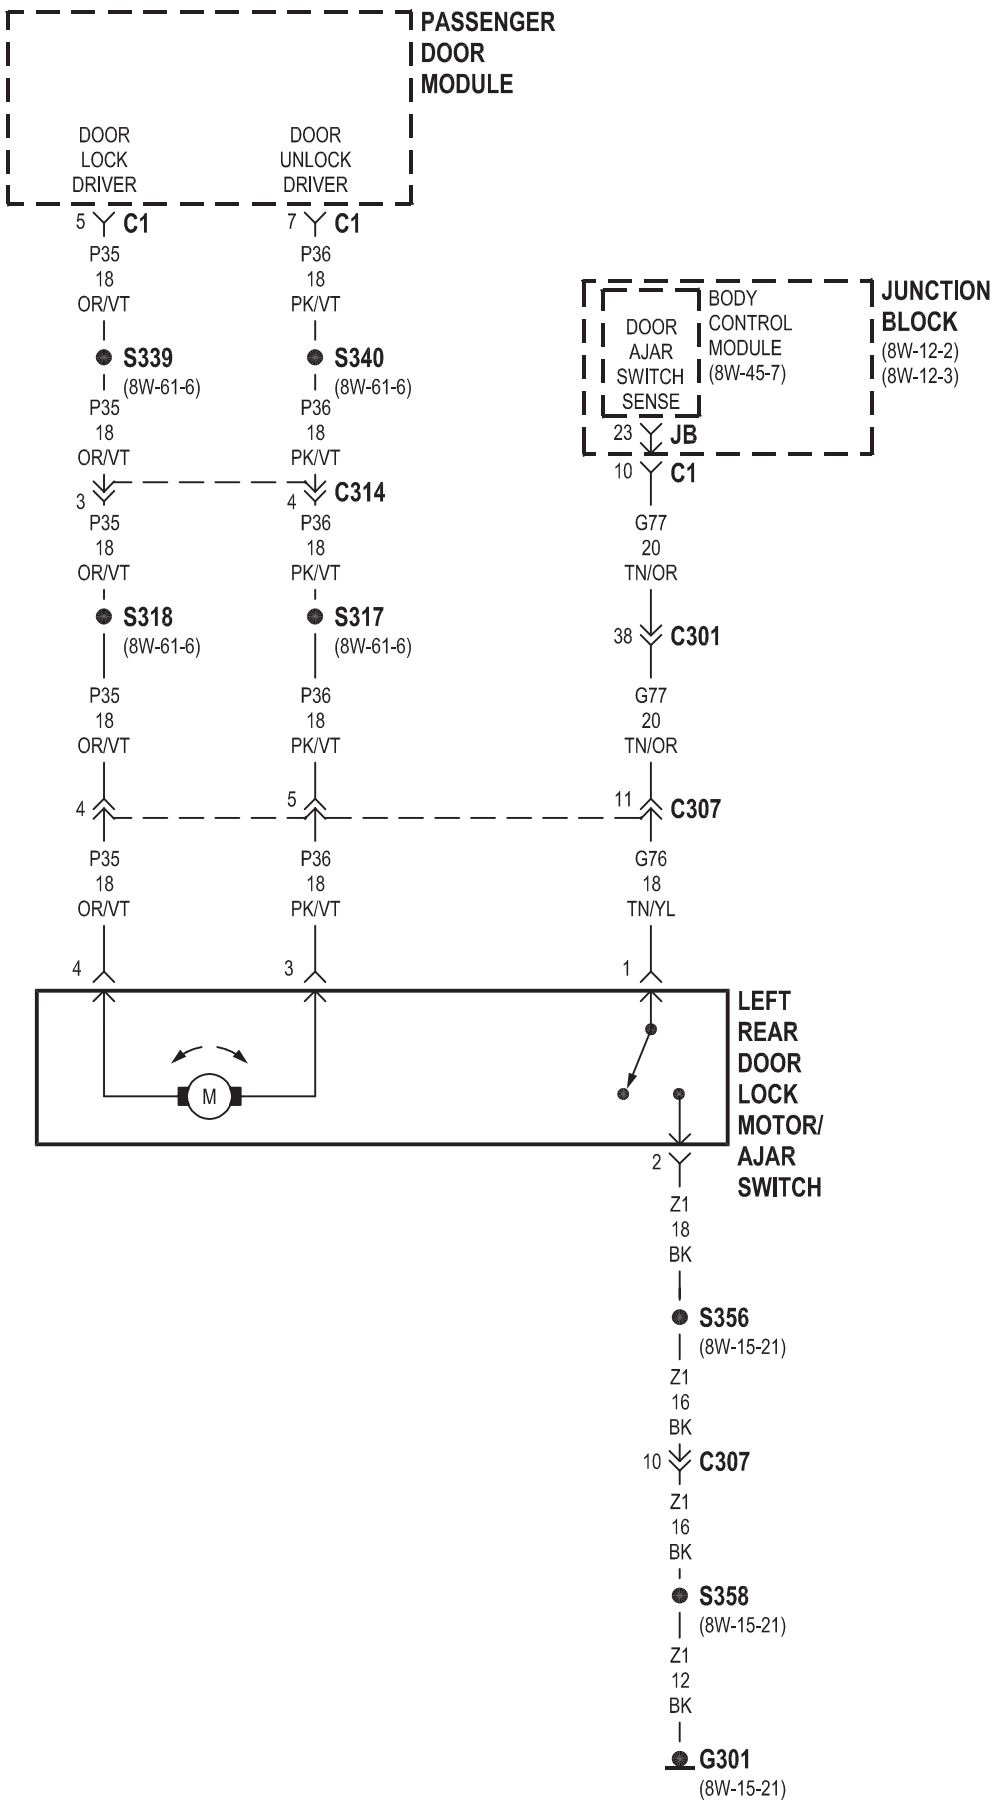 PASSENGER
DOOR
MODULE
DOOR
LOCK
DRIVER
DOOR
UNLOCK
DRIVER
5 C1
7 C1
P35
18
OR/VT
P36
18
PK/VT
S339
(8W-61-6)
S340
(8W-61-6)
P35
18
OR/VT
P36
18
PK/VT
3
4
C314
P35
18
OR/VT
P36
18
PK/VT
S318
(8W-61-6)
S317
(8W-61-6)
P35
18
OR/VT
P36
18
PK/VT
JUNCTION
BLOCK
(8W-12-2)
(8W-12-3)
BODY
CONTROL
MODULE
(8W-45-7)
DOOR
AJAR
SWITCH
SENSE
23 JB
10 C1
G77
20
TN/OR
38 C301
G77
20
TN/OR
4
5
11 C307
P35
18
OR/VT
P36
18
PK/VT
G76
18
TN/YL
4
3
1
LEFT
REAR
DOOR
LOCK
MOTOR/
AJAR
SWITCH
M
2
Z1
18
BK
S356
(8W-15-21)
Z1
16
BK
10 C307
Z1
16
BK
S358
(8W-15-21)
Z1
12
BK
G301
(8W-15-21)